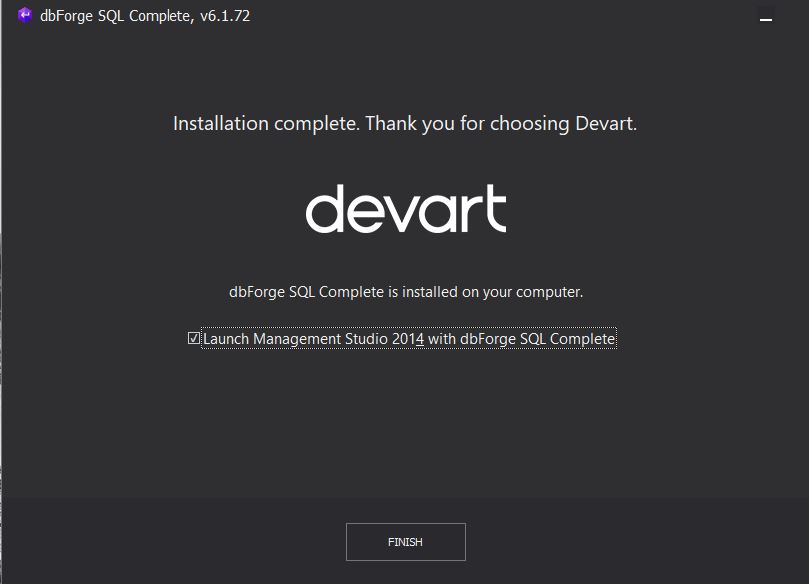 dbForge SQL Complete, v6.1.72
Installation complete. Thank you for choosing Devart.
devart
dbForge SQL Complete is installed on your computer.
Launch Management Studio 2014 with dbForge SQL Complete
FINISH